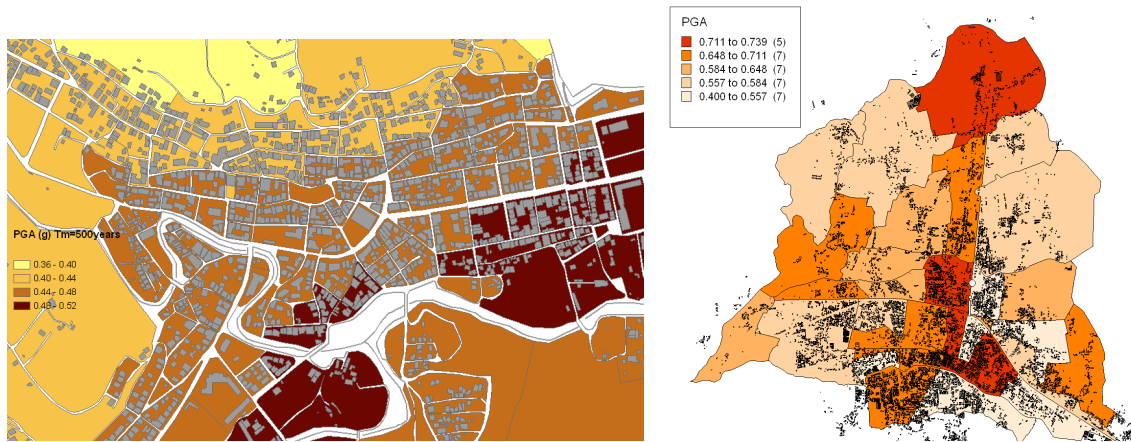 PGA (g) Tm=500years
0.36 - 0.40
0.40 - 0.44
0.44 - 0.48
0.48 - 0.52
PGA
0.711 to 0.739 (5)
0.648 to 0.711 (7)
0.584 to 0.648 (7)
0.557 to 0.584 (7)
0.400 to 0.557 (7)